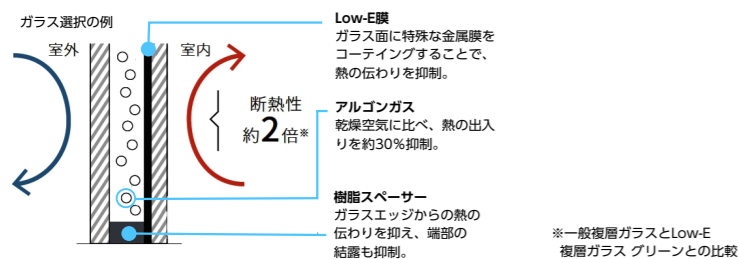 ガラス選択の例
室外
室内
断熱性
約2倍※
Low-E膜
ガラス面に特殊な金属膜を
コーテイングすることで、
熱の伝わりを抑制。
アルゴンガス
乾燥空気に比べ、熱の出入
りを約30%抑制。
樹脂スペーサー
ガラスエッジからの熱の
伝わりを抑え、端部の
結露も抑制。
※一般複層ガラスとLow-E
複層ガラス グリーンとの比較